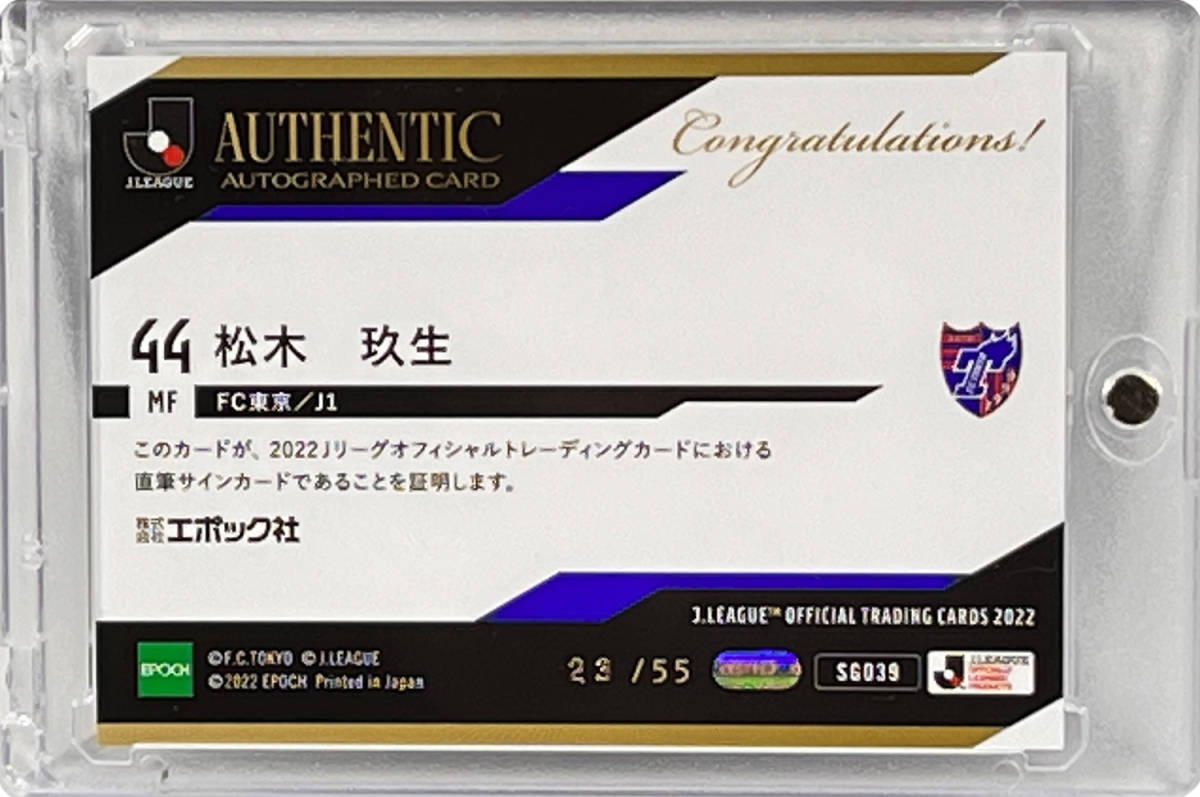 J.LEAGUE
AUTHENTIC
AUTOGRAPHED CARD
Congratulations!
44 松木 玖生
MF FC東京／J1
このカードが、2022Jリーグオフィシャルトレーディングカードにおける
直筆サインカードであることを証明します。
株式会社 エポック社
J.LEAGUE™ OFFICIAL TRADING CARDS 2022
EPOCH
©F.C.TOKYO ©J.LEAGUE
©2022 EPOCH Printed in Japan
23 /55
SG039
J.LEAGUE
OFFICIALLY
LICENSED
PRODUCTS